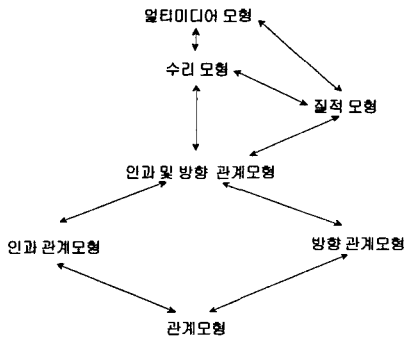 멀티미디어 모형
수리 모형
질적 모형
인과 및 방향 관계모형
인과 관계모형
방향 관계모형
관계모형